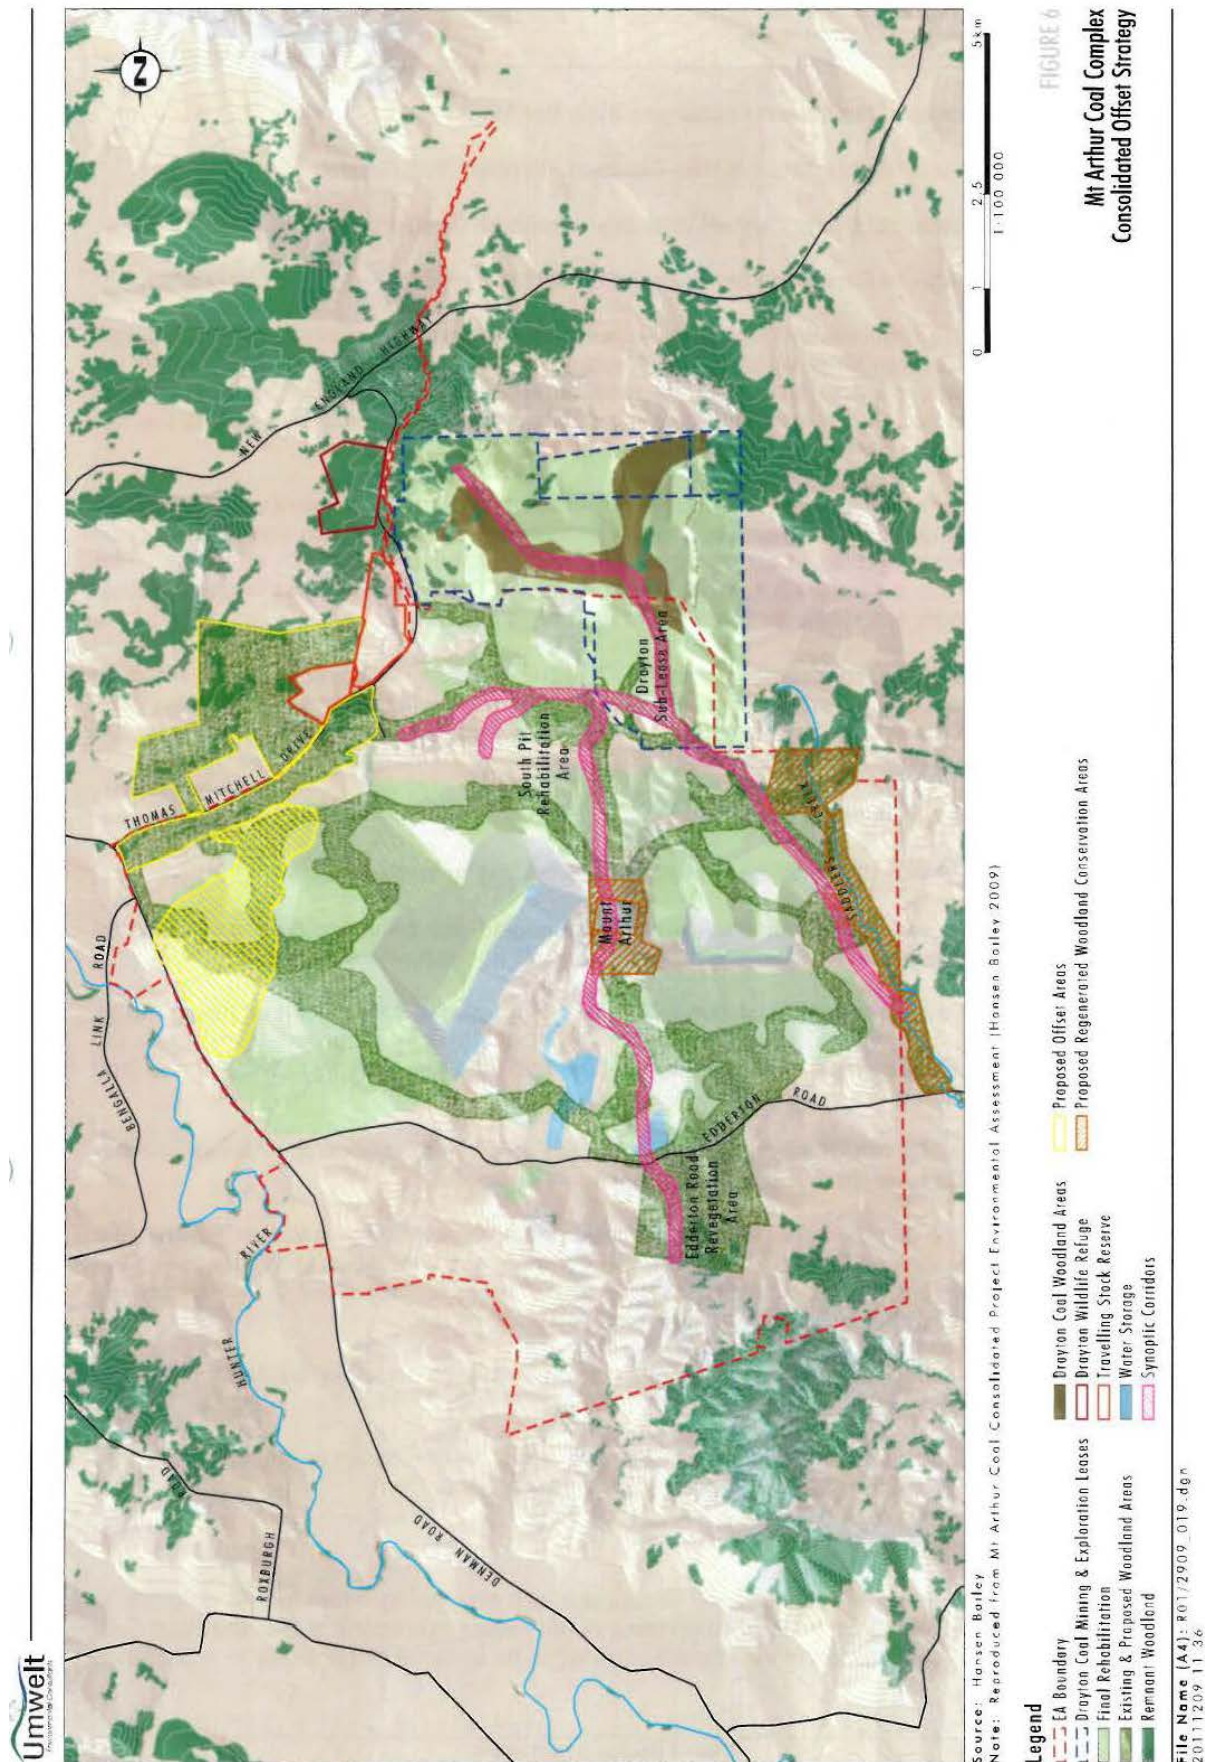 Umwelt
Environmental Consultants
N
NEW ENGLAND HIGHWAY
THOMAS MITCHELL DRIVE
BENGALLA LINK ROAD
HUNTER RIVER
ROXBURGH ROAD
DENMAN ROAD
EDDERTON ROAD
SADDLERS CREEK
South Pit
Rehabilitation
Area
Drayton
Sub-Lease Area
Mount
Arthur
Edderton Road
Revegetation
Area
0 1 2.5 5km
1:100 000
Source: Hansen Bailey
Note: Reproduced from Mt Arthur Coal Consolidated Project Environmental Assessment (Hansen Bailey 2009)
Legend
EA Boundary
Drayton Coal Mining & Exploration Leases
Final Rehabilitation
Existing & Proposed Woodland Areas
Remnant Woodland
Drayton Coal Woodland Areas
Drayton Wildlife Refuge
Travelling Stock Reserve
Water Storage
Synoptic Corridors
Proposed Offset Areas
Proposed Regenerated Woodland Conservation Areas
FIGURE 6
Mt Arthur Coal Complex
Consolidated Offset Strategy
File Name (A4): R01/2909_019.dgn
20111209 11.36